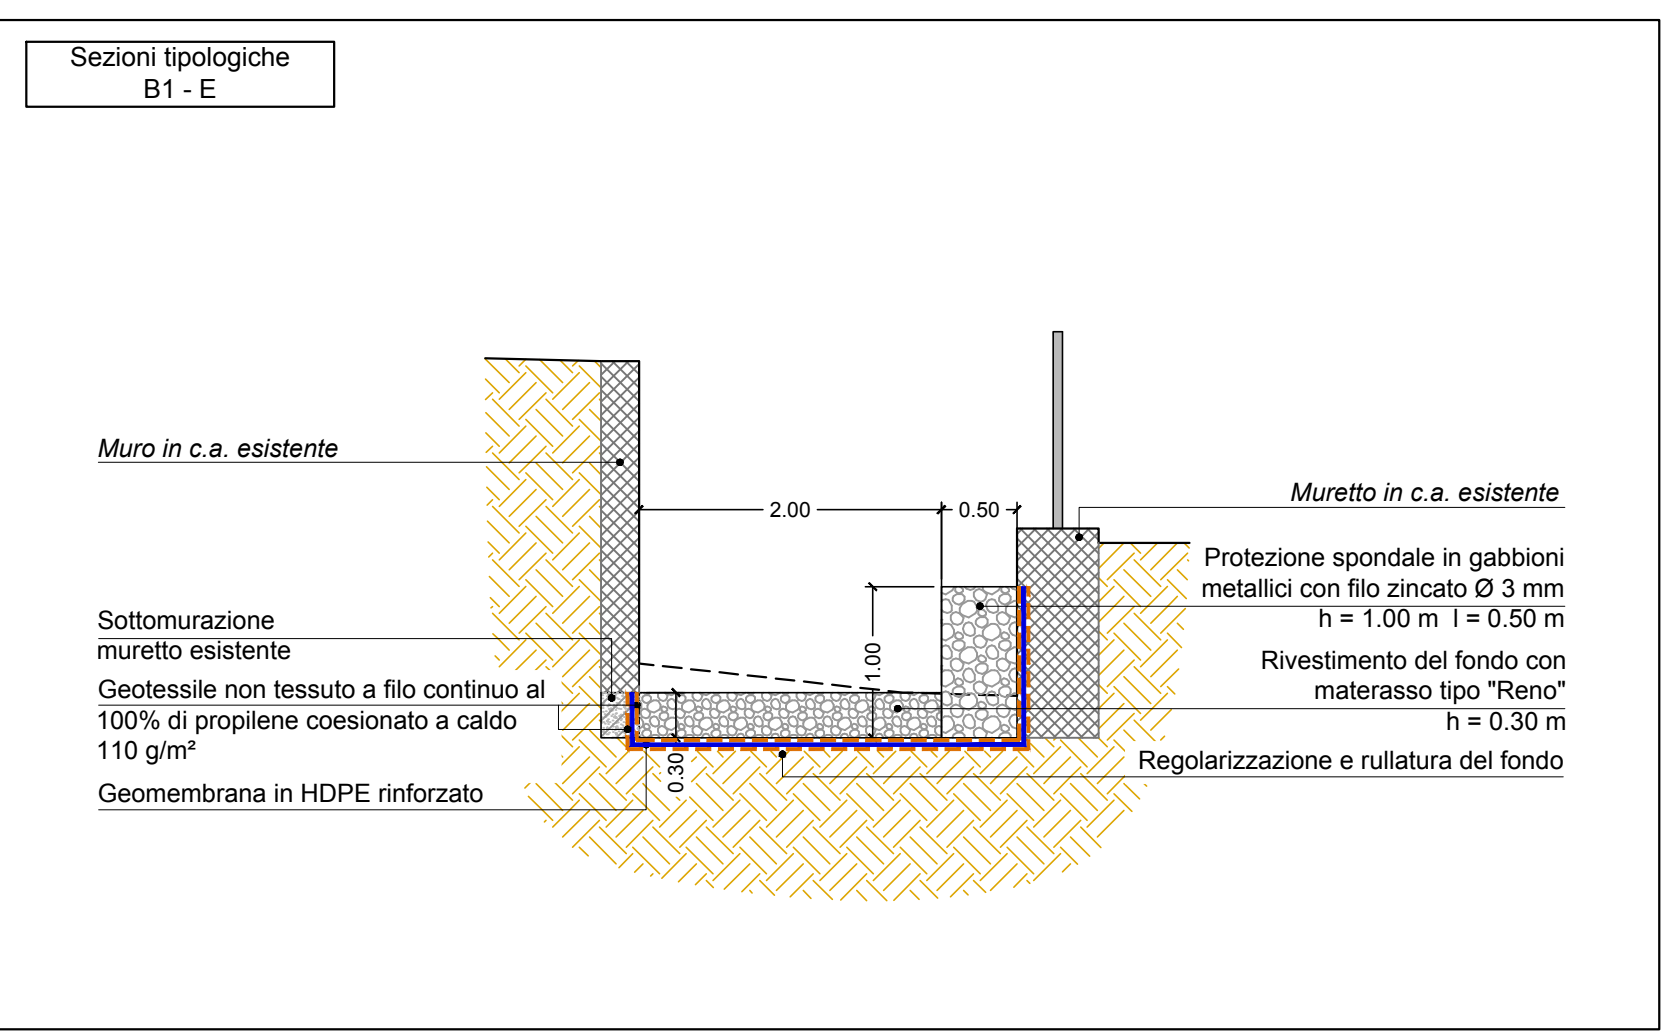 Sezioni tipologiche
B1 - E
Muro in c.a. esistente
Muretto in c.a. esistente
2.00
0.50
Protezione spondale in gabbioni
metallici con filo zincato Ø 3 mm
h = 1.00 m  l = 0.50 m
Sottomurazione
muretto esistente
1.00
Rivestimento del fondo con
materasso tipo "Reno"
h = 0.30 m
Geotessile non tessuto a filo continuo al
100% di propilene coesionato a caldo
110 g/m²
0.30
Regolarizzazione e rullatura del fondo
Geomembrana in HDPE rinforzato